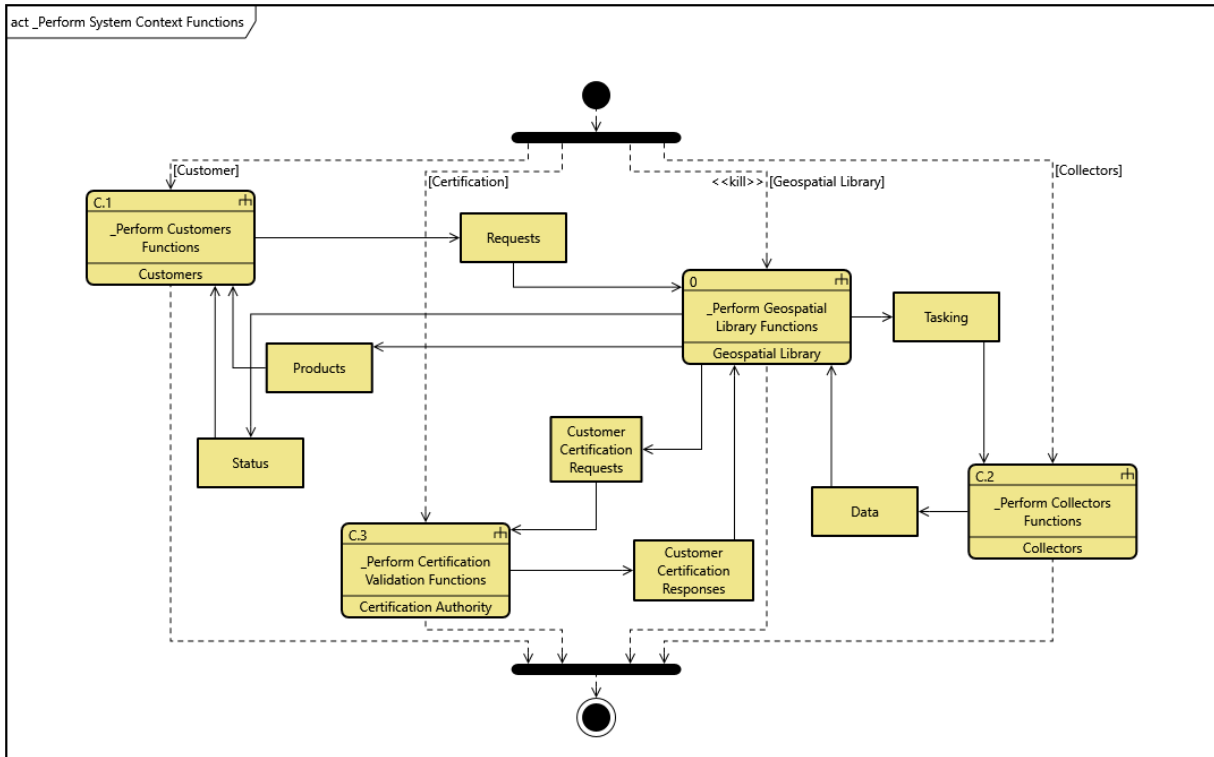 act _Perform System Context Functions
[Customer]
[Certification]
<<kill>>
[Geospatial Library]
[Collectors]
C.1
_Perform Customers
Functions
Customers
Requests
0
_Perform Geospatial
Library Functions
Geospatial Library
Tasking
Products
Status
Customer
Certification
Requests
C.2
_Perform Collectors
Functions
Collectors
Data
C.3
_Perform Certification
Validation Functions
Certification Authority
Customer
Certification
Responses